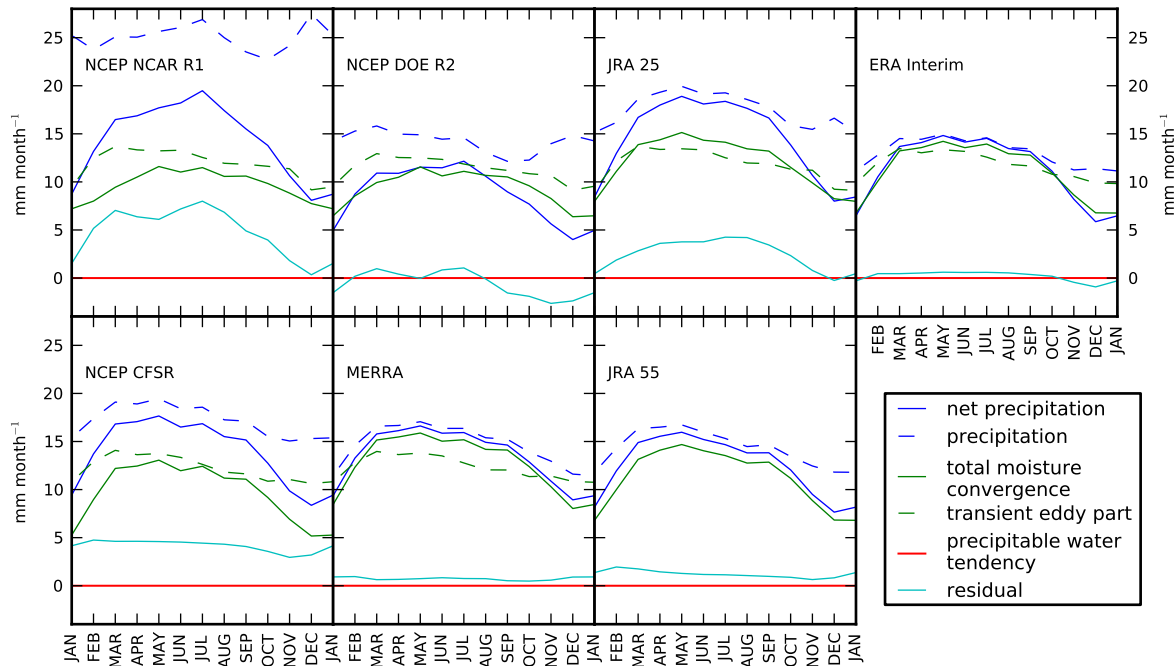 25
20
15
10
5
0
mm month⁻¹
NCEP NCAR R1
NCEP DOE R2
JRA 25
ERA Interim
25
20
15
10
5
0
mm month⁻¹
FEB
MAR
APR
MAY
JUN
JUL
AUG
SEP
OCT
NOV
DEC
JAN
25
20
15
10
5
0
mm month⁻¹
NCEP CFSR
MERRA
JRA 55
JAN
FEB
MAR
APR
MAY
JUN
JUL
AUG
SEP
OCT
NOV
DEC
JAN
FEB
MAR
APR
MAY
JUN
JUL
AUG
SEP
OCT
NOV
DEC
JAN
FEB
MAR
APR
MAY
JUN
JUL
AUG
SEP
OCT
NOV
DEC
JAN
net precipitation
precipitation
total moisture
convergence
transient eddy part
precipitable water
tendency
residual